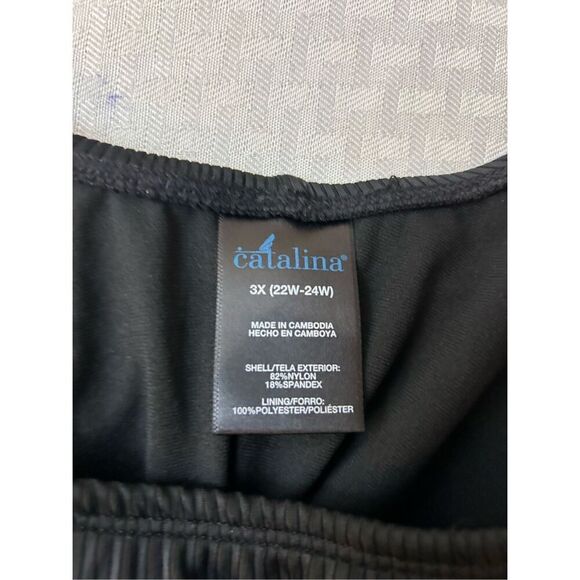 catalina®
3X (22W-24W)
MADE IN CAMBODIA
HECHO EN CAMBOYA
SHELL/TELA EXTERIOR:
82%NYLON
18%SPANDEX
LINING/FORRO:
100%POLYESTER/POLIÉSTER